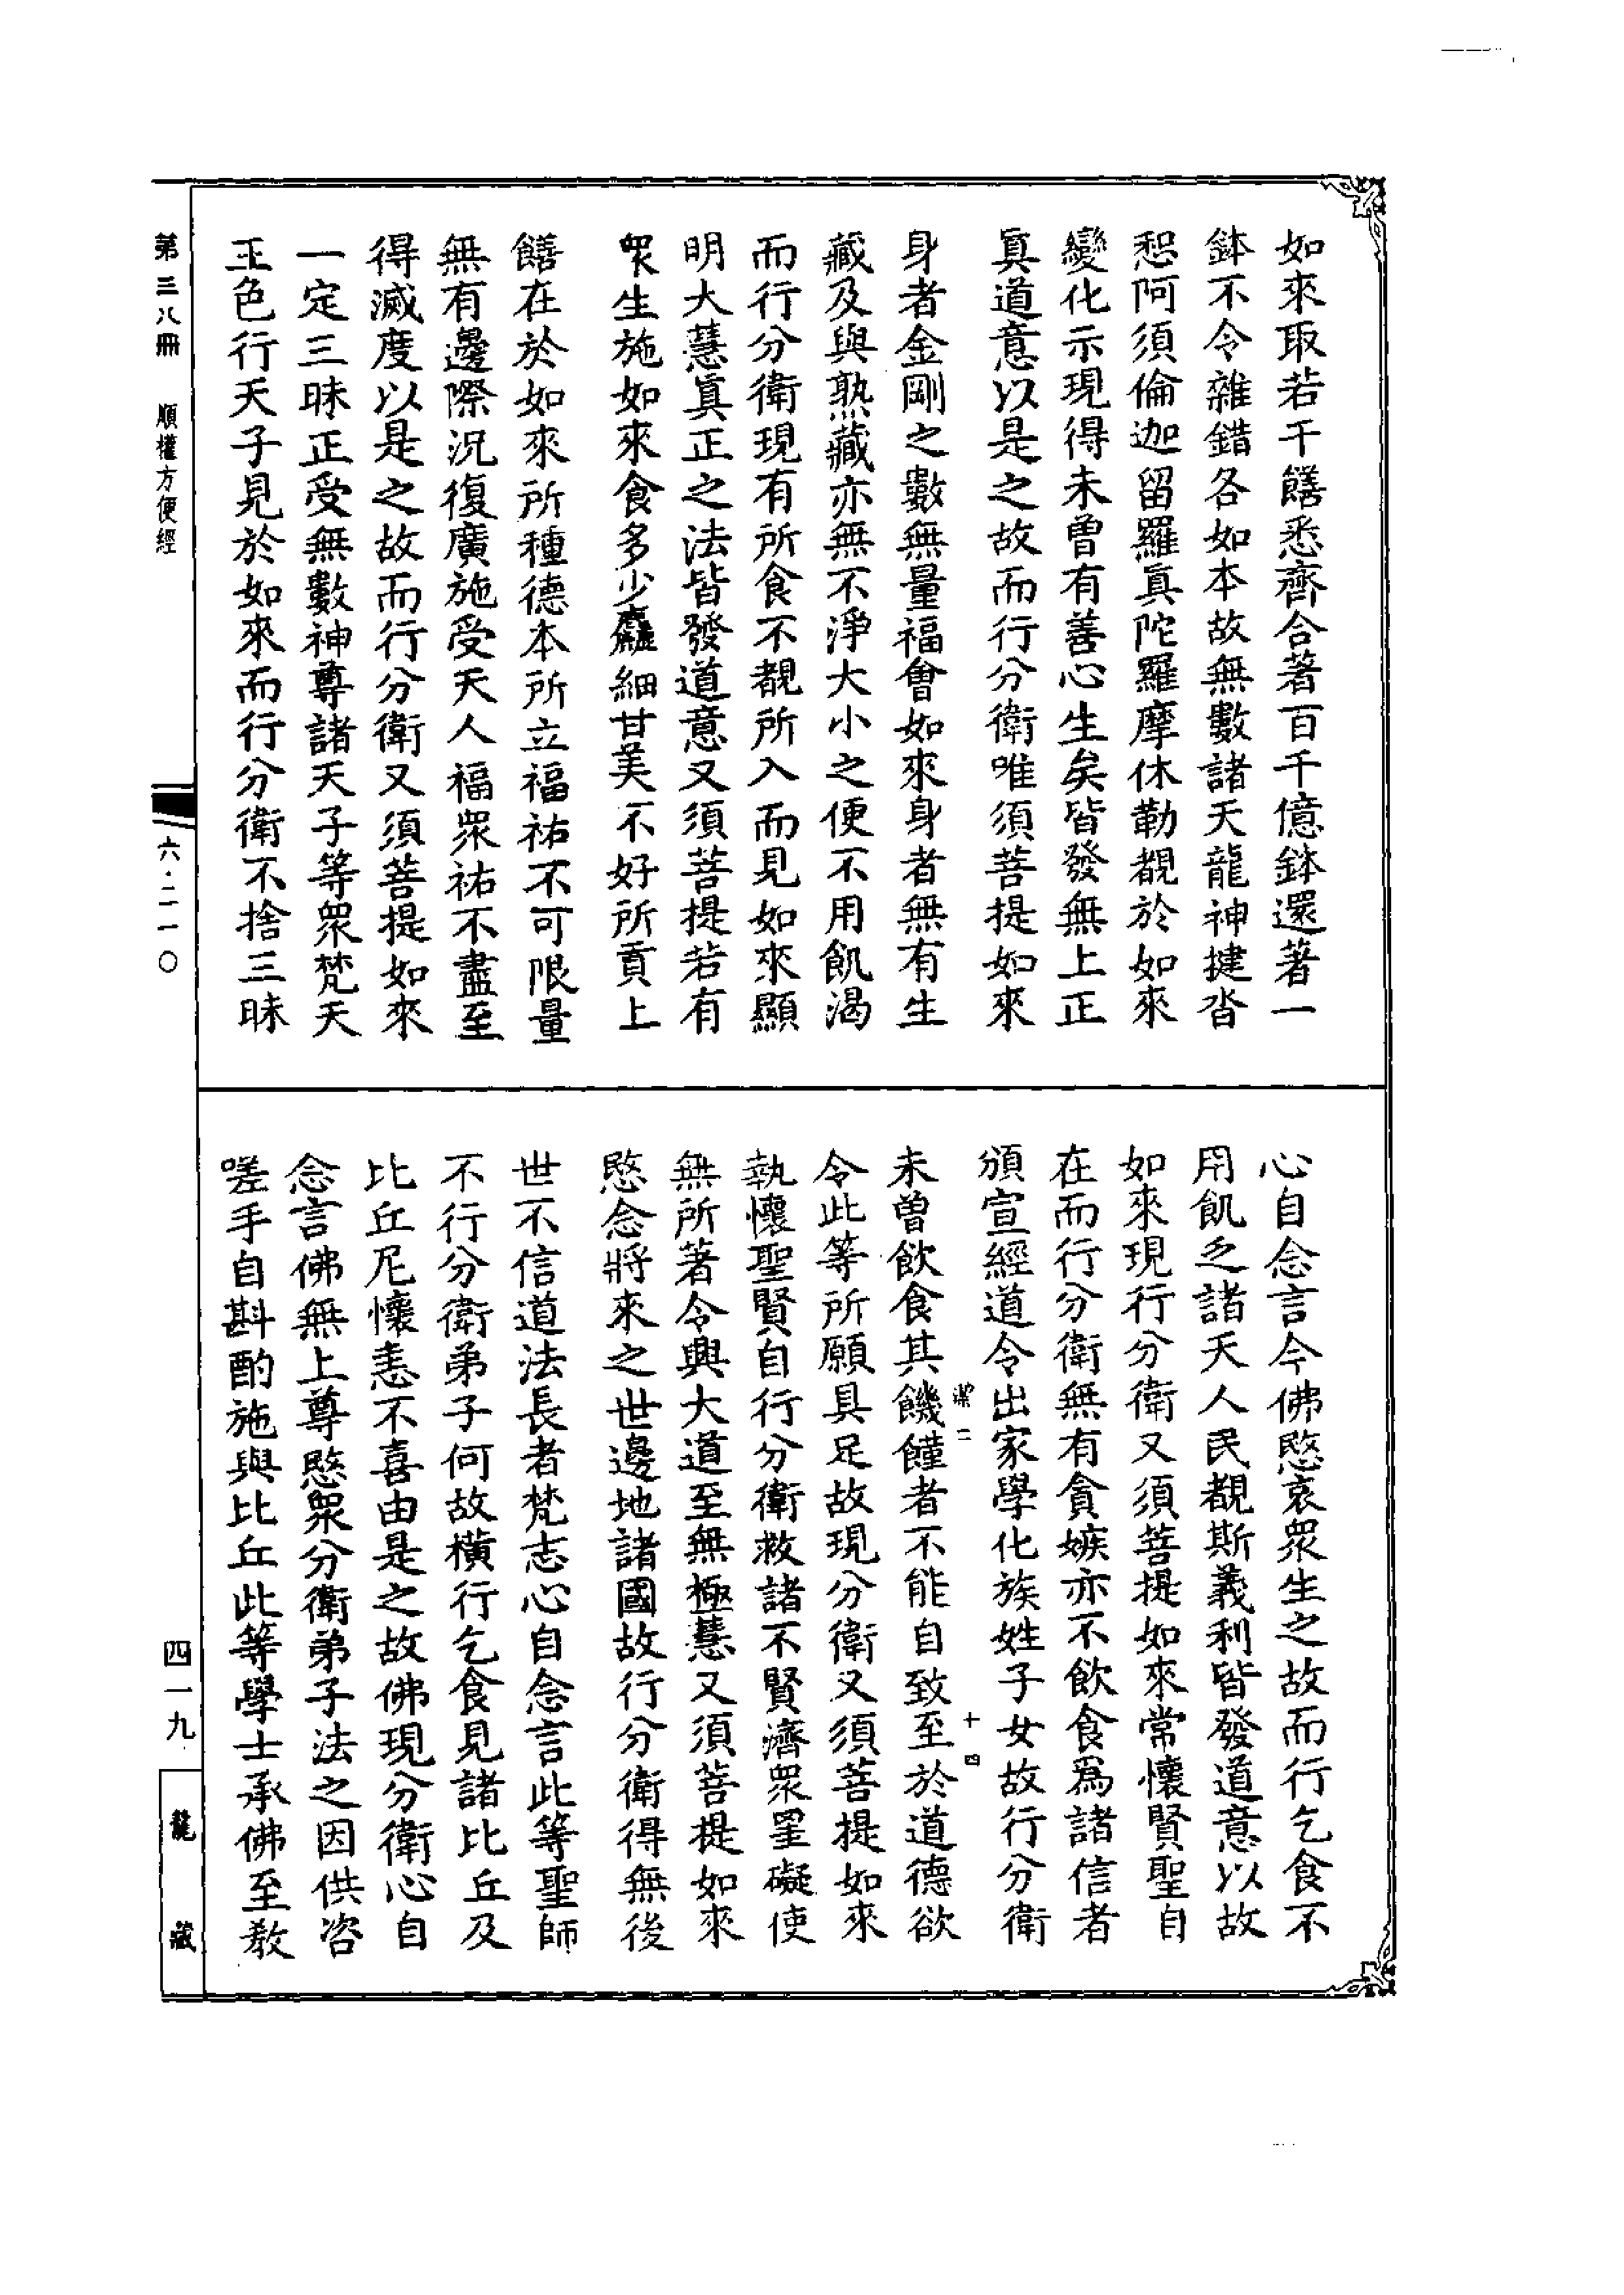 如來取若干饍悉齊合著百千億鉢還著一
鉢不令雜錯各如本故無數諸天龍神揵沓
惒阿須倫迦留羅眞陀羅摩休勒覩於如來
變化示現得未曾有善心生矣皆發無上正
眞道意以是之故而行分衛唯須菩提如來
身者金剛之數無量福會如來身者無有生
藏及與熟藏亦無不淨大小之便不用飢渴
而行分衛現有所食不覩所入而見如來顯
明大慧眞正之法皆發道意又須菩提若有
衆生施如來食多少麤細甘美不好所貢上
饍在於如來所種德本所立福祐不可限量
無有邊際況復廣施受天人福衆祐不盡至
得滅度以是之故而行分衛又須菩提如來
一定三昧正受無數神尊諸天子等衆梵天
玉色行天子見於如來而行分衛不捨三昧
心自念言今佛愍哀衆生之故而行乞食不
用飢乏諸天人民覩斯義利皆發道意以故
如來現行分衛又須菩提如來常懷賢聖自
在而行分衛無有貪嫉亦不飲食爲諸信者
頒宣經道令出家學化族姓子女故行分衛
未曽飲食其饑饉者不能自致至於道德欲
令此等所願具足故現分衛又須菩提如來
執懷聖賢自行分衛救諸不賢濟衆罣礙使
無所著令興大道至無極慧又須菩提如來
愍念將來之世邊地諸國故行分衛得無後
世不信道法長者梵志心自念言此等聖師
不行分衛弟子何故橫行乞食見諸比丘及
比丘尼懷恚不喜由是之故佛現分衛心自
念言佛無上尊愍衆分衛弟子法之因供咨
嗟手自斟酌施與比丘此等學士承佛至教
二 十四
第三八冊 順權方便經
六·二一〇
四一九
龍藏